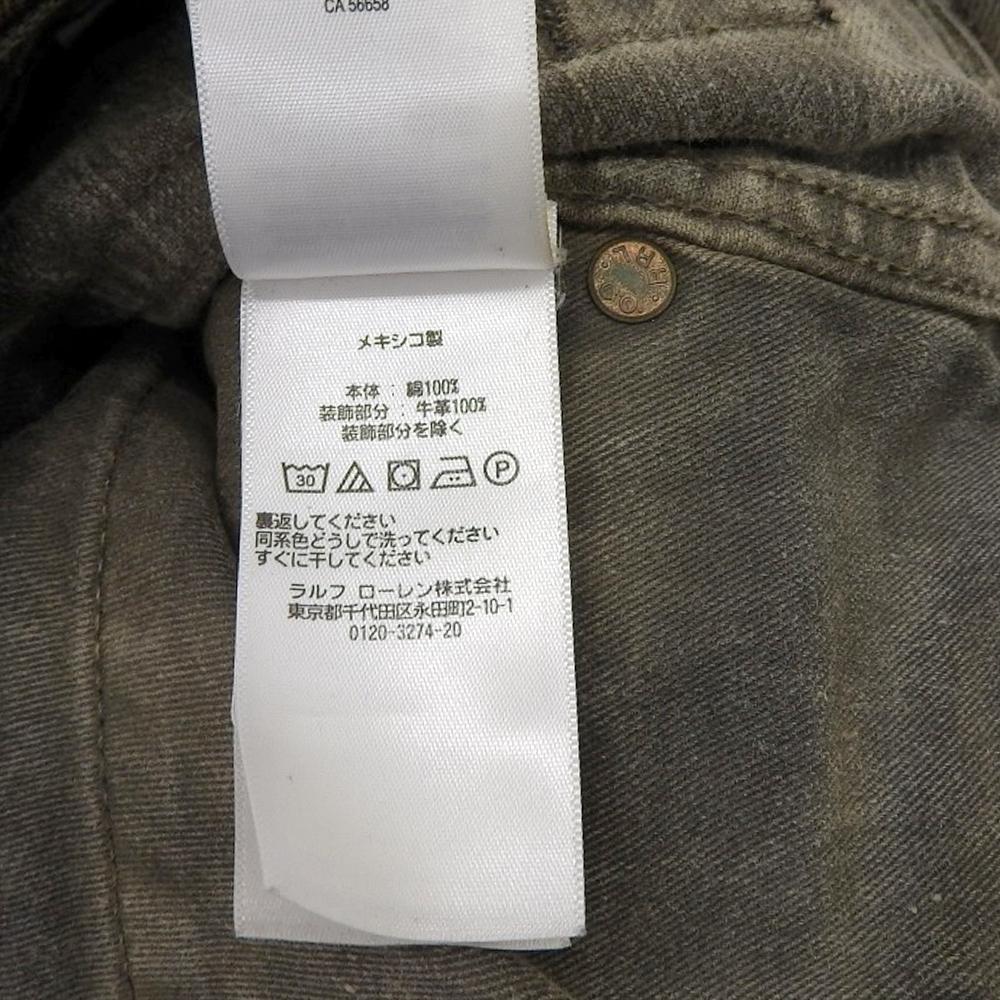 CA 56658
メキシコ製
本体 : 綿100%
装飾部分 : 牛革100%
装飾部分を除く
30 P
裏返してください
同系色どうしで洗ってください
すぐに干してください
ラルフ ローレン株式会社
東京都千代田区永田町2-10-1
0120-3274-20